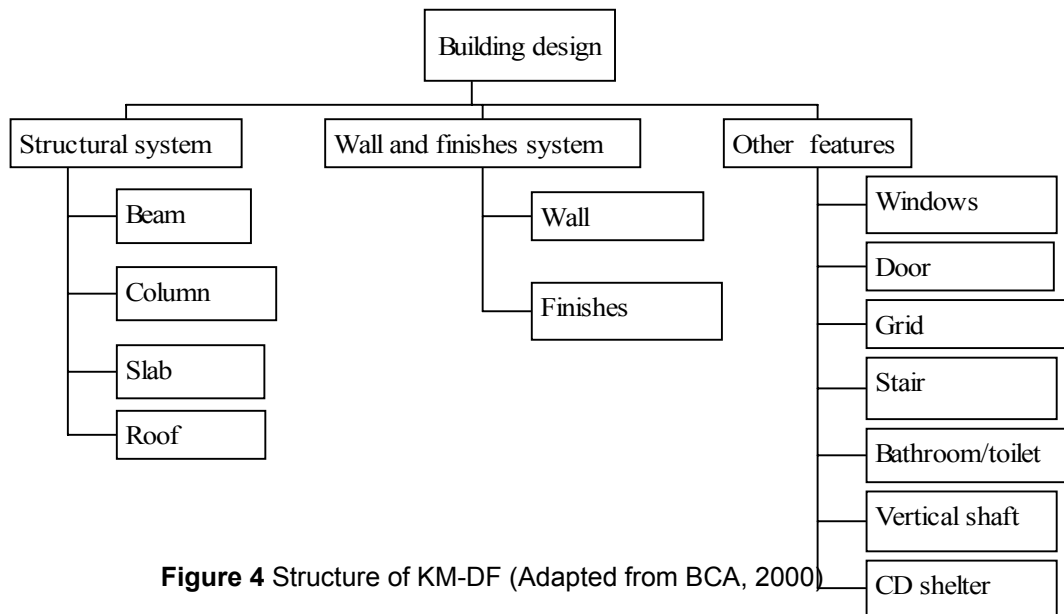 Building design
Structural system
Beam
Column
Slab
Roof
Wall and finishes system
Wall
Finishes
Other features
Windows
Door
Grid
Stair
Bathroom/toilet
Vertical shaft
CD shelter
Figure 4 Structure of KM-DF (Adapted from BCA, 2000)